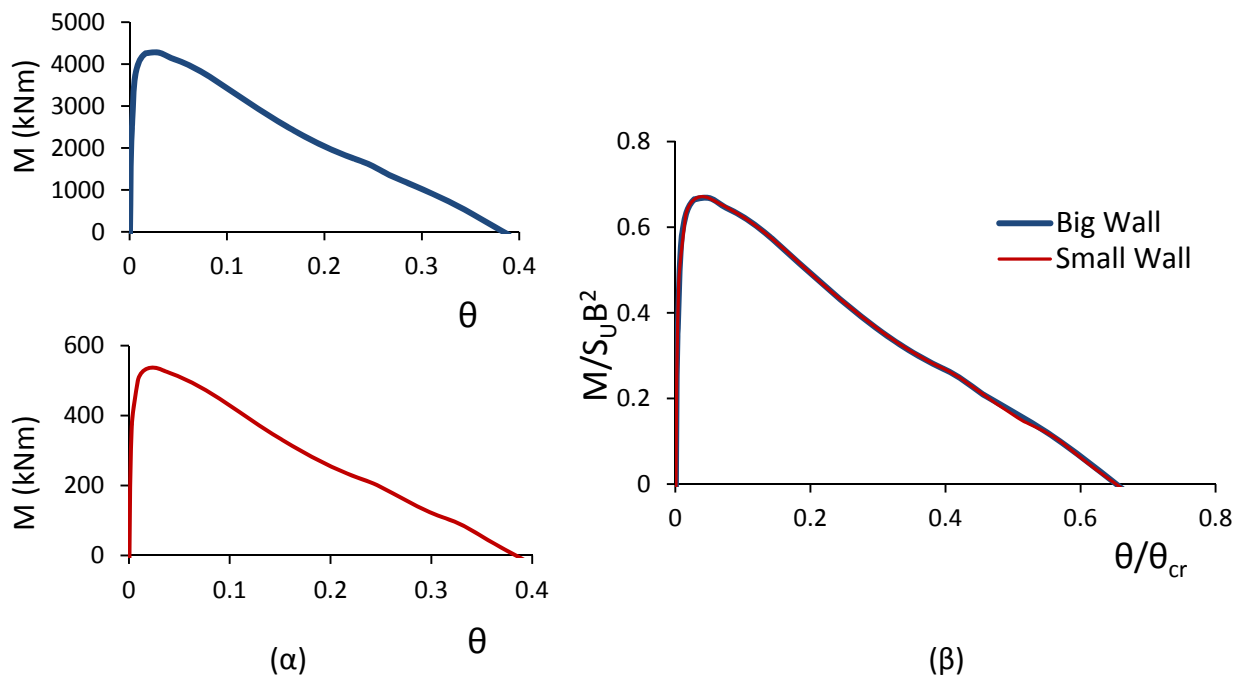 M (kNm)
5000
4000
3000
2000
1000
0
0 0.1 0.2 0.3 0.4
θ
M (kNm)
600
400
200
0
0 0.1 0.2 0.3 0.4
θ
(α)
M/S_UB²
0.8
0.6
0.4
0.2
0
0 0.2 0.4 0.6 0.8
θ/θ_cr
Big Wall
Small Wall
(β)